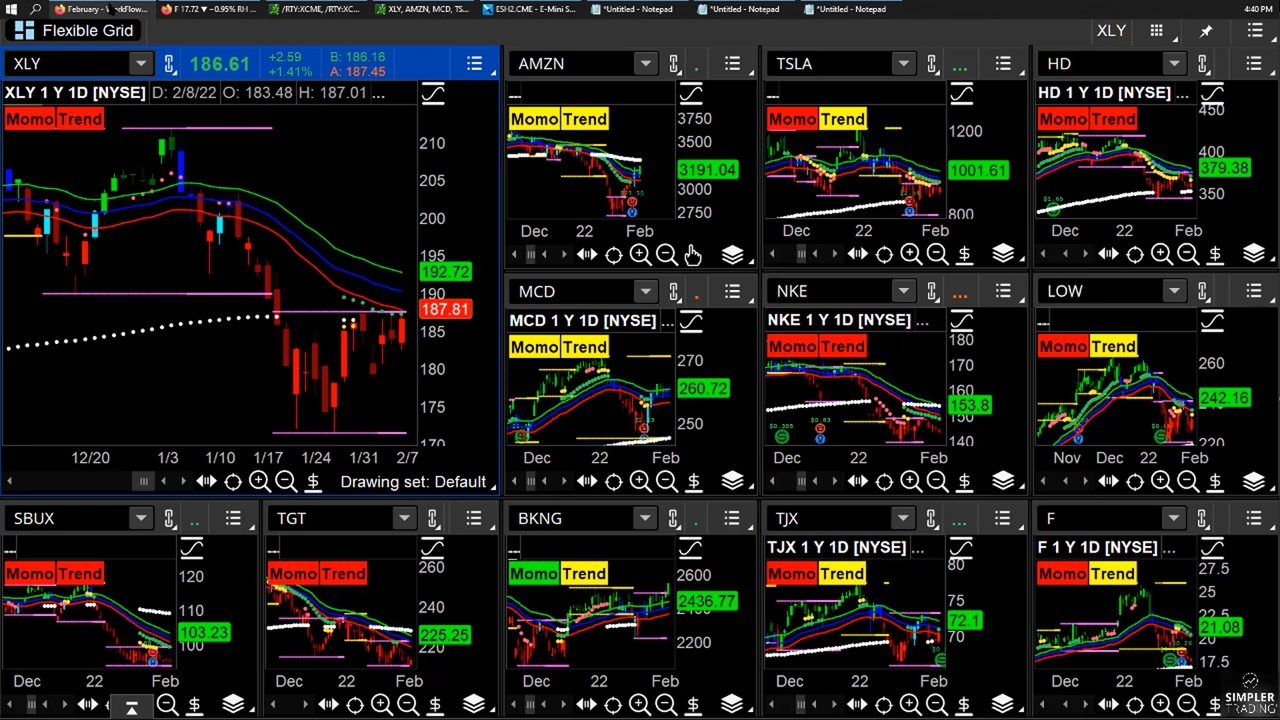 February - WorkFlow...
F 17.72 ▼ −0.95% RH ...
/RTY:XCME, /RTY:XCME...
XLY, AMZN, MCD, TS...
ESH2.CME - E-Mini S...
*Untitled - Notepad
*Untitled - Notepad
*Untitled - Notepad
4:40 PM
Flexible Grid
XLY
XLY
186.61
+2.59
+1.41%
B: 186.16
A: 187.45
XLY 1 Y 1D [NYSE]
D: 2/8/22
O: 183.48
H: 187.01
...
Momo Trend
210
205
200
195
192.72
190
187.81
185
180
175
170
12/20
1/3
1/10
1/17
1/24
1/31
2/7
Drawing set: Default
AMZN
Momo Trend
3750
3500
3191.04
3000
2750
Dec
22
Feb
TSLA
Momo Trend
1200
1001.61
800
Dec
22
Feb
HD
HD 1 Y 1D [NYSE] ...
Momo Trend
450
400
379.38
350
Dec
22
Feb
MCD
MCD 1 Y 1D [NYSE] ...
Momo Trend
270
260.72
250
Dec
22
Feb
NKE
NKE 1 Y 1D [NYSE] ...
Momo Trend
180
170
160
153.8
140
$0.305
Dec
22
Feb
LOW
Momo Trend
260
242.16
220
Nov
Dec
22
Feb
SBUX
Momo Trend
120
110
103.23
100
Dec
22
Feb
TGT
Momo Trend
260
240
225.25
220
Dec
22
Feb
BKNG
Momo Trend
2600
2436.77
2200
Dec
22
Feb
TJX
TJX 1 Y 1D [NYSE] ...
Momo Trend
80
75
72.1
70
Dec
22
Feb
F
F 1 Y 1D [NYSE] ...
Momo Trend
27.5
25
22.5
21.08
20
17.5
Dec
22
Feb
SIMPLER
TRADING